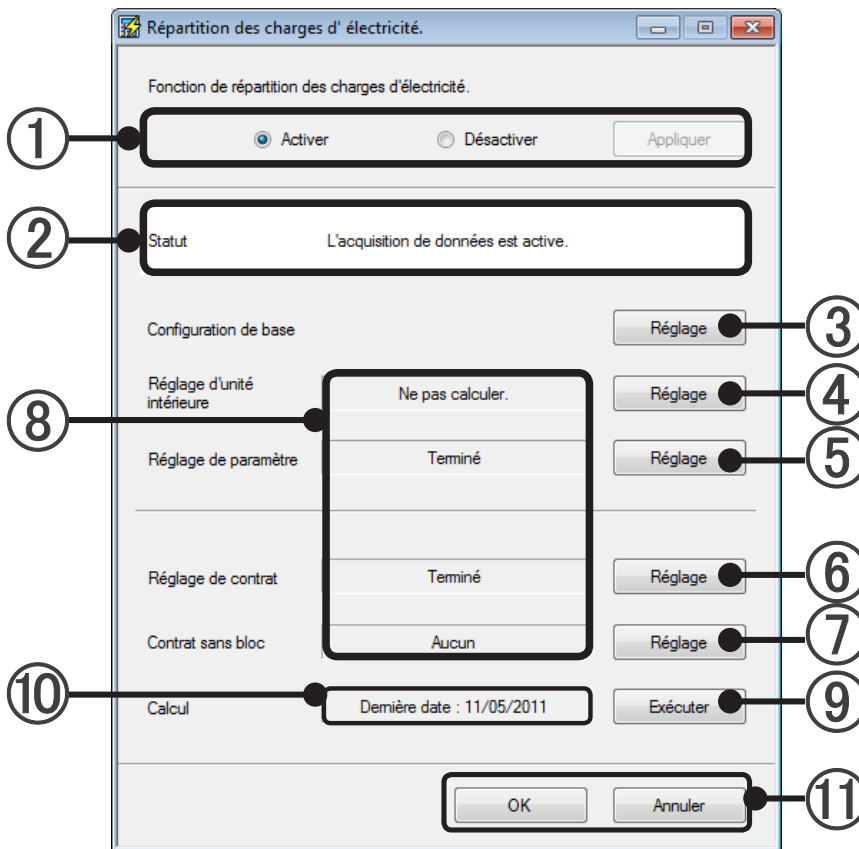 Répartition des charges d' électricité.
Fonction de répartition des charges d'électricité.
① Activer Désactiver Appliquer
② Statut L'acquisition de données est active.
Configuration de base Réglage ③
Réglage d'unité
intérieure
Ne pas calculer. Réglage ④
⑧
Réglage de paramètre Terminé Réglage ⑤
Réglage de contrat Terminé Réglage ⑥
Contrat sans bloc Aucun Réglage ⑦
⑩ Calcul Dernière date : 11/05/2011 Exécuter ⑨
OK Annuler ⑪